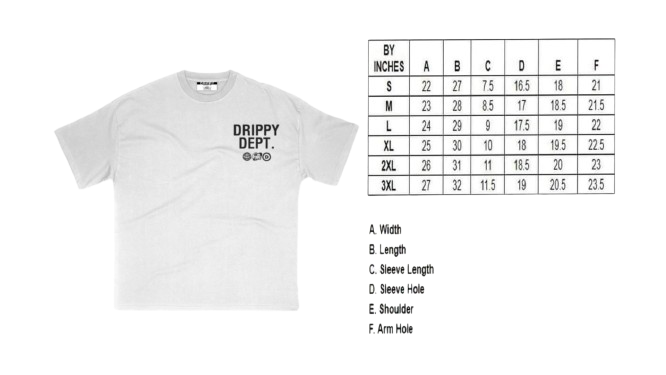 DRIPPY
DEPT.
BY INCHES A B C D E F
S 22 27 7.5 16.5 18 21
M 23 28 8.5 17 18.5 21.5
L 24 29 9 17.5 19 22
XL 25 30 10 18 19.5 22.5
2XL 26 31 11 18.5 20 23
3XL 27 32 11.5 19 20.5 23.5
A. Width
B. Length
C. Sleeve Length
D. Sleeve Hole
E. Shoulder
F. Arm Hole